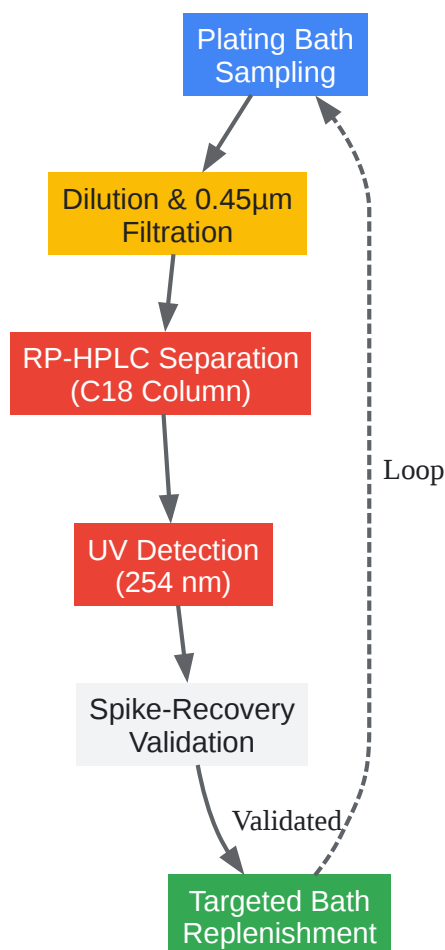 Plating Bath
Sampling
Dilution & 0.45µm
Filtration
RP-HPLC Separation
(C18 Column)
Loop
UV Detection
(254 nm)
Spike-Recovery
Validation
Validated
Targeted Bath
Replenishment